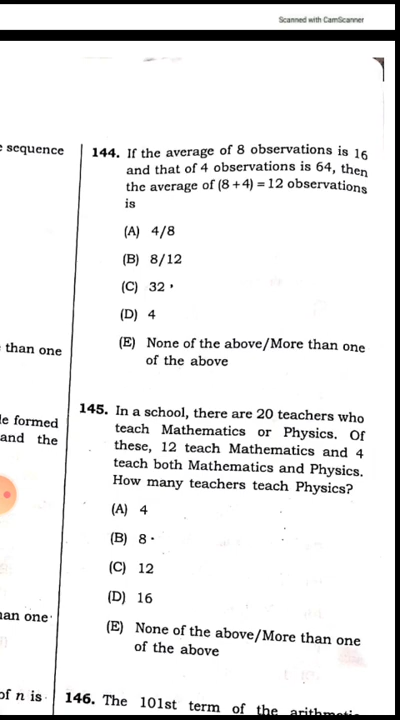 Scanned with CamScanner
sequence
than one
formed
and the
one
of n is
144. If the average of 8 observations is 16
and that of 4 observations is 64, then
the average of (8+4) = 12 observations
is
(A) 4/8
(B) 8/12
(C) 32
(D) 4
(E) None of the above/More than one
of the above
145. In a school, there are 20 teachers who
teach Mathematics or Physics. Of
these, 12 teach Mathematics and 4
teach both Mathematics and Physics.
How many teachers teach Physics?
(A) 4
(B) 8
(C) 12
(D) 16
(E) None of the above/More than one
of the above
146. The 101st term of the